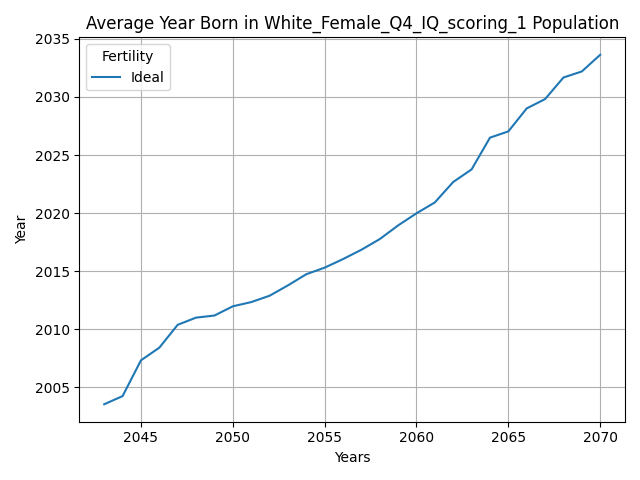 Average Year Born in White_Female_Q4_IQ_scoring_1 Population
Fertility
Ideal
Year
2035
2030
2025
2020
2015
2010
2005
2045 2050 2055 2060 2065 2070
Years